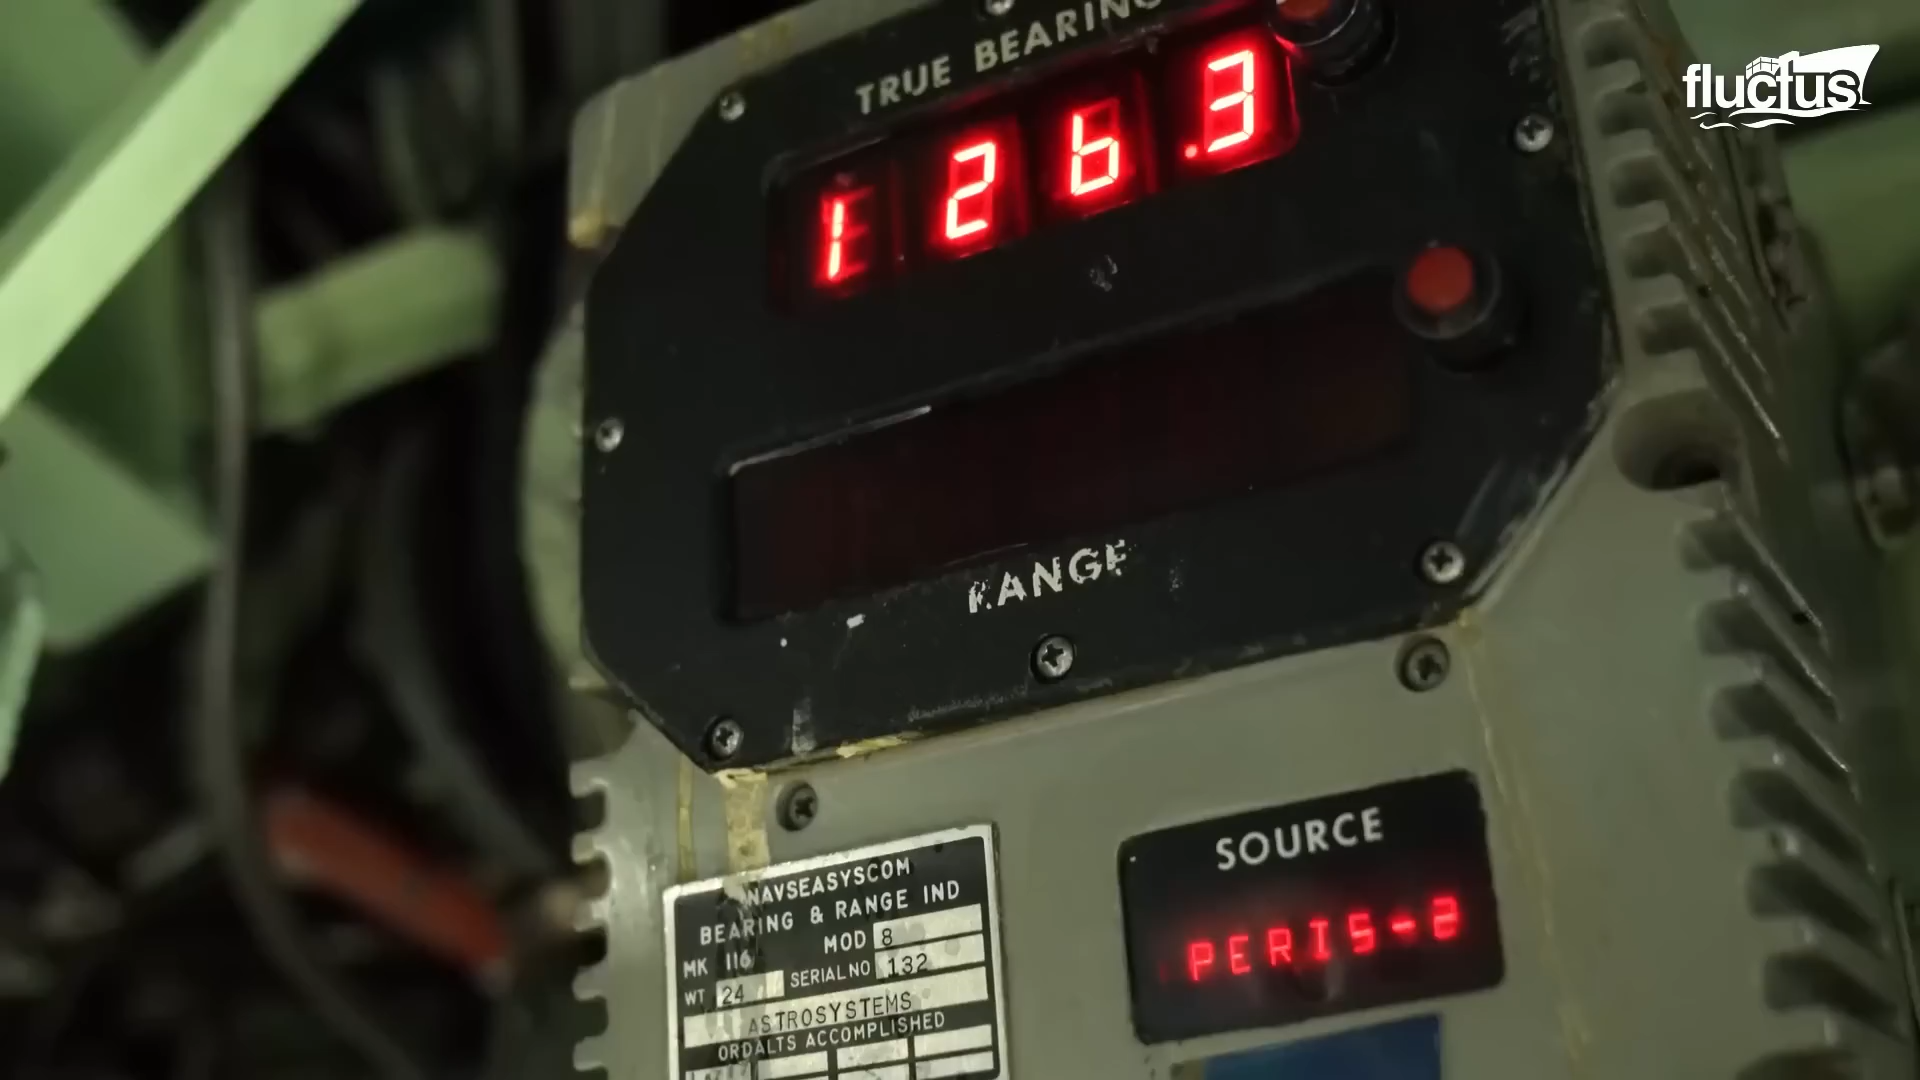 TRUE BEARING
126.3
RANGE
SOURCE
PERIS-2
NAVSEASYSCOM
BEARING & RANGE IND
MK 116 MOD 8
WT 24 SERIAL NO 132
ASTROSYSTEMS
ORDALTS ACCOMPLISHED
fluctus